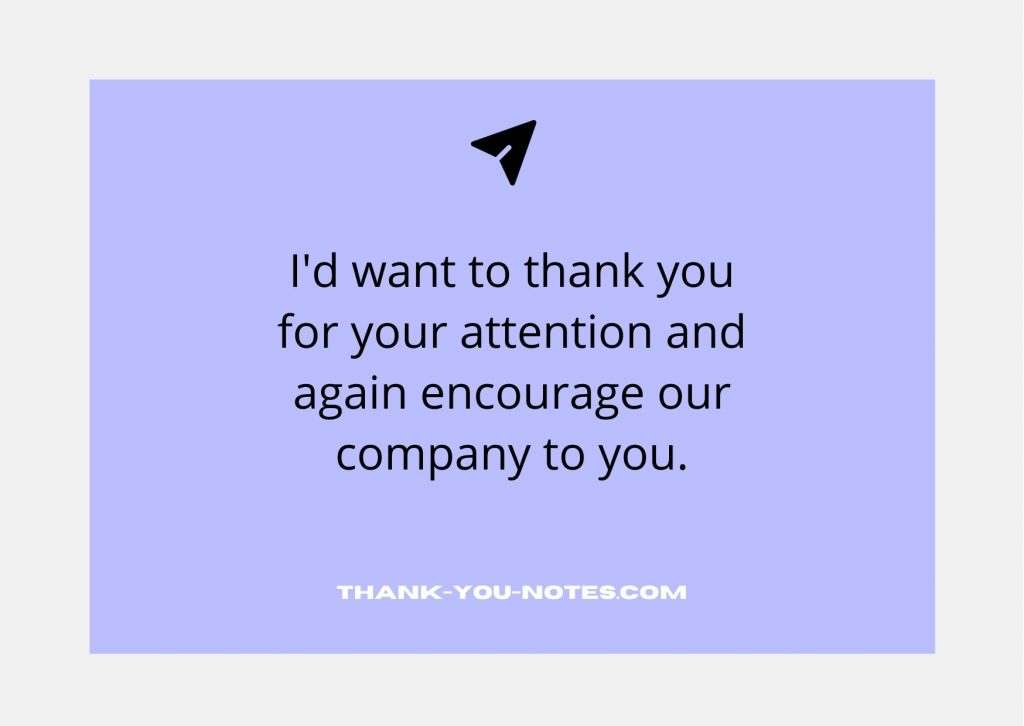 I'd want to thank you
for your attention and
again encourage our
company to you.
THANK-YOU-NOTES.COM